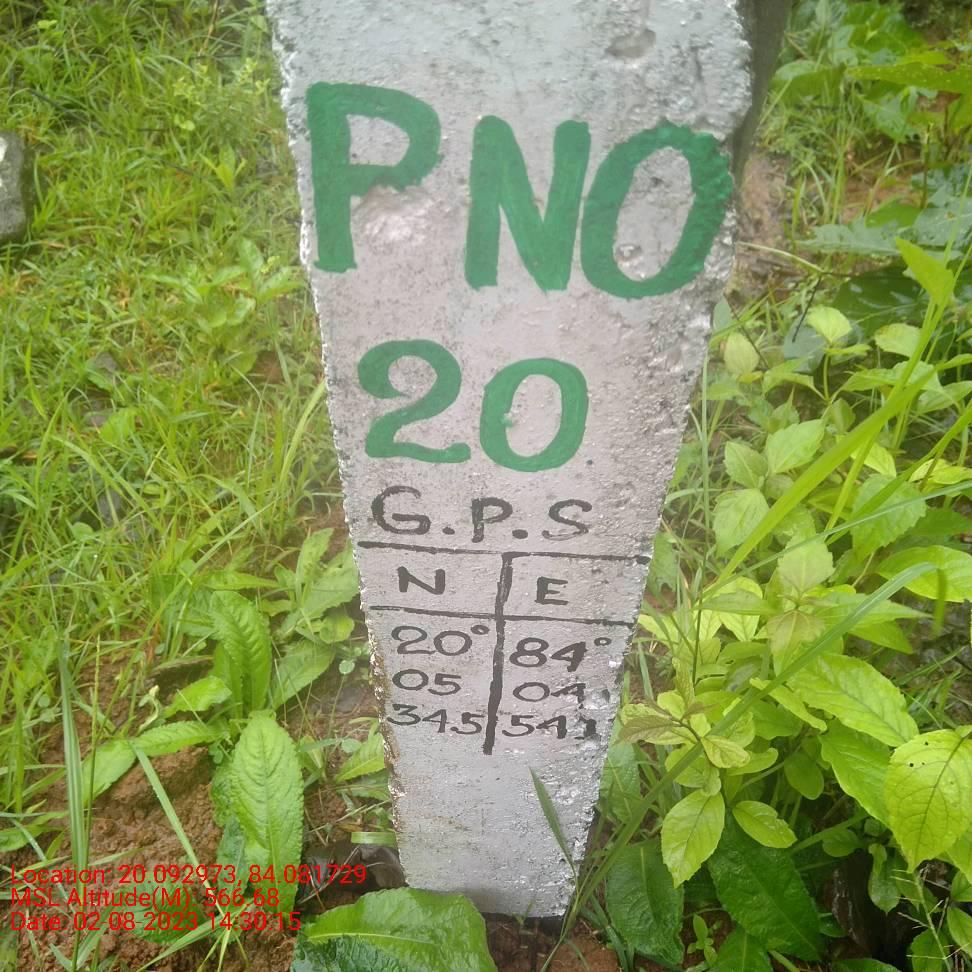 PNO
20
G.P.S
N E
20° 84°
05 04
345 541
Location: 20.092973, 84.081729
MSL Altitude(M): 566.68
Date: 02 08 2023 14:30:15